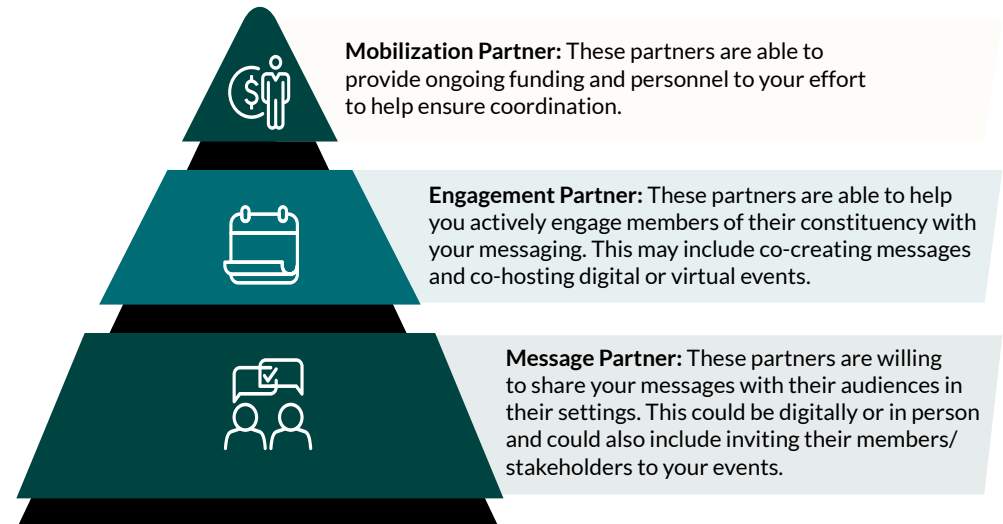 Mobilization Partner: These partners are able to
provide ongoing funding and personnel to your effort
to help ensure coordination.
$
Engagement Partner: These partners are able to help
you actively engage members of their constituency with
your messaging. This may include co-creating messages
and co-hosting digital or virtual events.
Message Partner: These partners are willing
to share your messages with their audiences in
their settings. This could be digitally or in person
and could also include inviting their members/
stakeholders to your events.